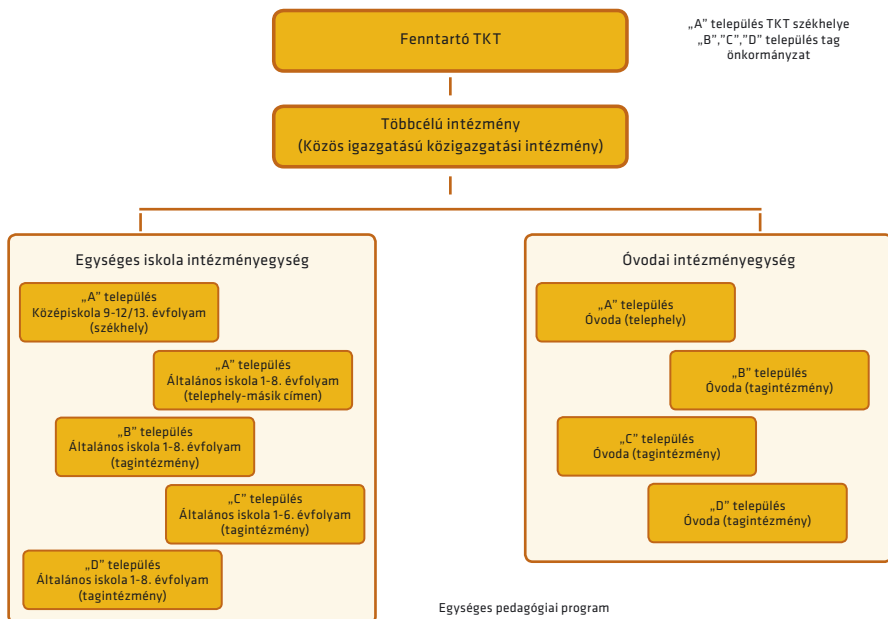 Fenntartó TKT
„A” település TKT székhelye
„B”,”C”,”D” település tag
önkormányzat
Többcélú intézmény
(Közös igazgatású közigazgatási intézmény)
Egységes iskola intézményegység
„A” település
Középiskola 9-12/13. évfolyam
(székhely)
„A” település
Általános iskola 1-8. évfolyam
(telephely-másik címen)
„B” település
Általános iskola 1-8. évfolyam
(tagintézmény)
„C” település
Általános iskola 1-6. évfolyam
(tagintézmény)
„D” település
Általános iskola 1-8. évfolyam
(tagintézmény)
Óvodai intézményegység
„A” település
Óvoda (telephely)
„B” település
Óvoda (tagintézmény)
„C” település
Óvoda (tagintézmény)
„D” település
Óvoda (tagintézmény)
Egységes pedagógiai program